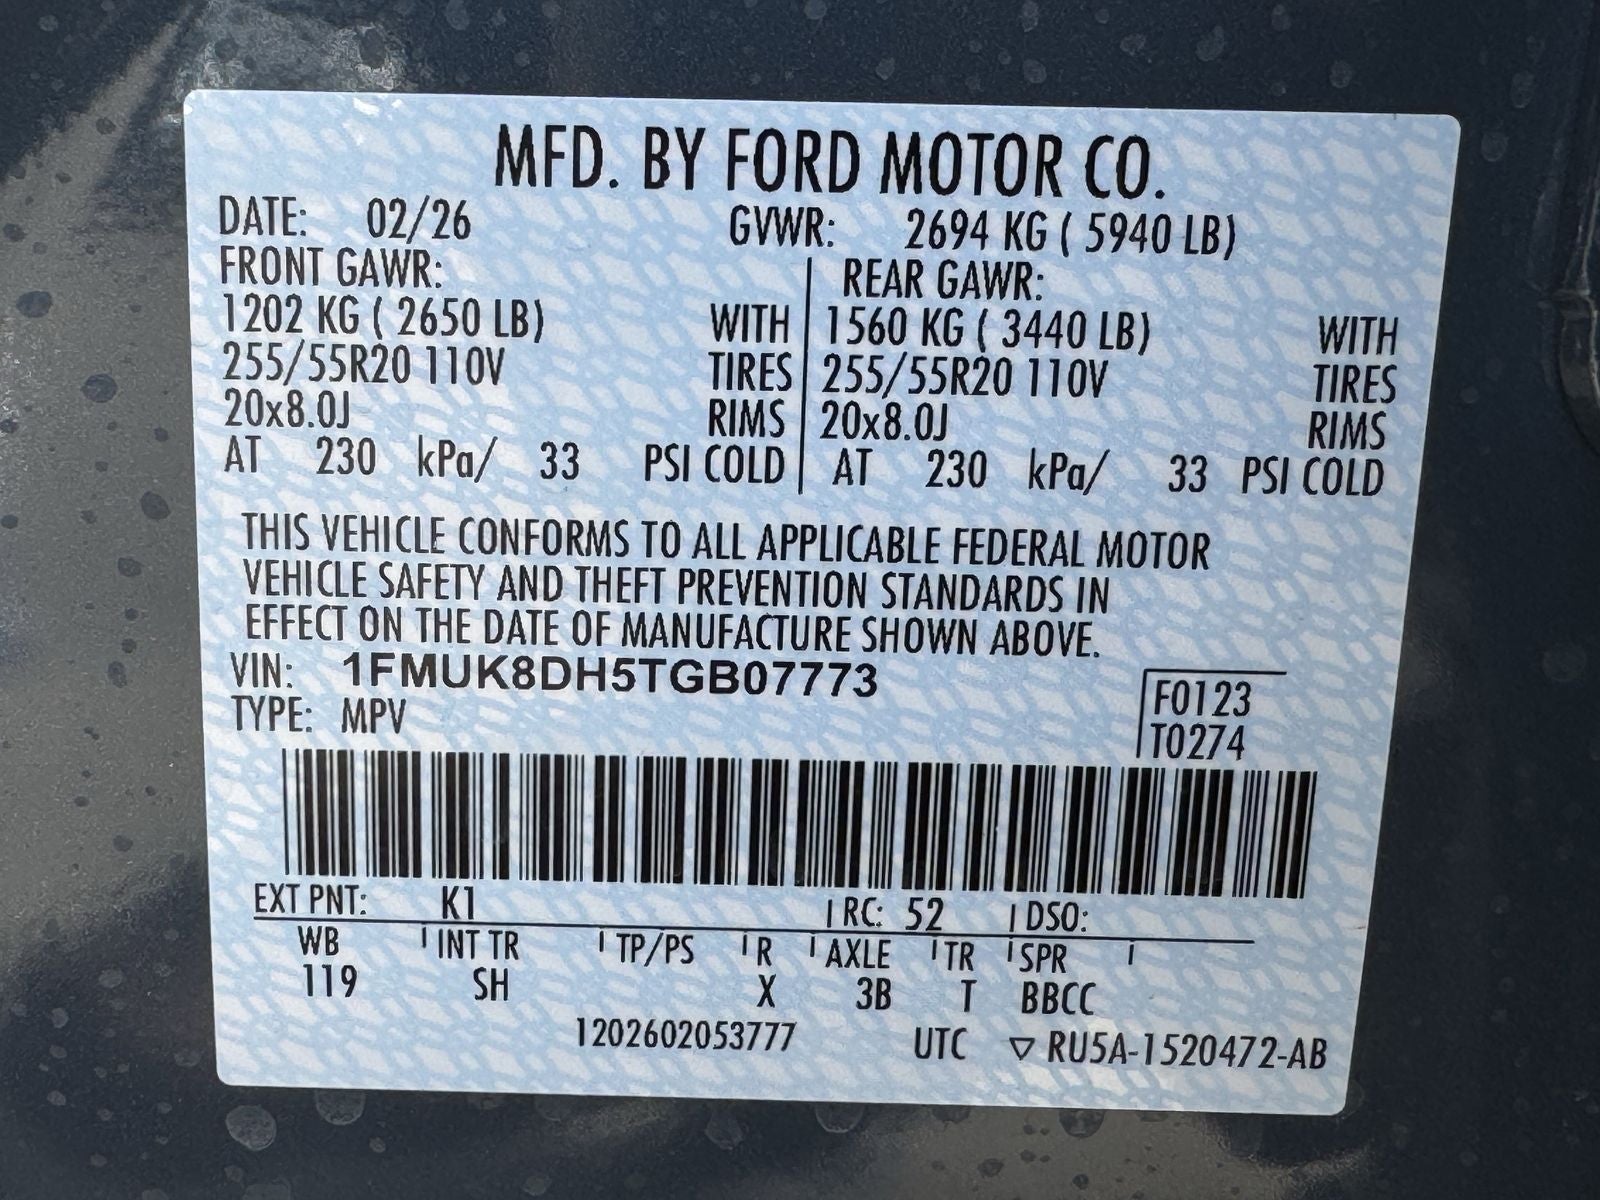 MFD. BY FORD MOTOR CO.
DATE: 02/26 GVWR: 2694 KG ( 5940 LB)
FRONT GAWR: REAR GAWR:
1202 KG ( 2650 LB) WITH 1560 KG ( 3440 LB) WITH
255/55R20 110V TIRES 255/55R20 110V TIRES
20x8.0J RIMS 20x8.0J RIMS
AT 230 kPa/ 33 PSI COLD AT 230 kPa/ 33 PSI COLD
THIS VEHICLE CONFORMS TO ALL APPLICABLE FEDERAL MOTOR
VEHICLE SAFETY AND THEFT PREVENTION STANDARDS IN
EFFECT ON THE DATE OF MANUFACTURE SHOWN ABOVE.
VIN: 1FMUK8DH5TGB07773
TYPE: MPV
F0123
T0274
EXT PNT: K1 RC: 52 DSO:
WB INT TR TP/PS R AXLE TR SPR
119 SH X 3B T BBCC
1202602053777 UTC ▽ RU5A-1520472-AB